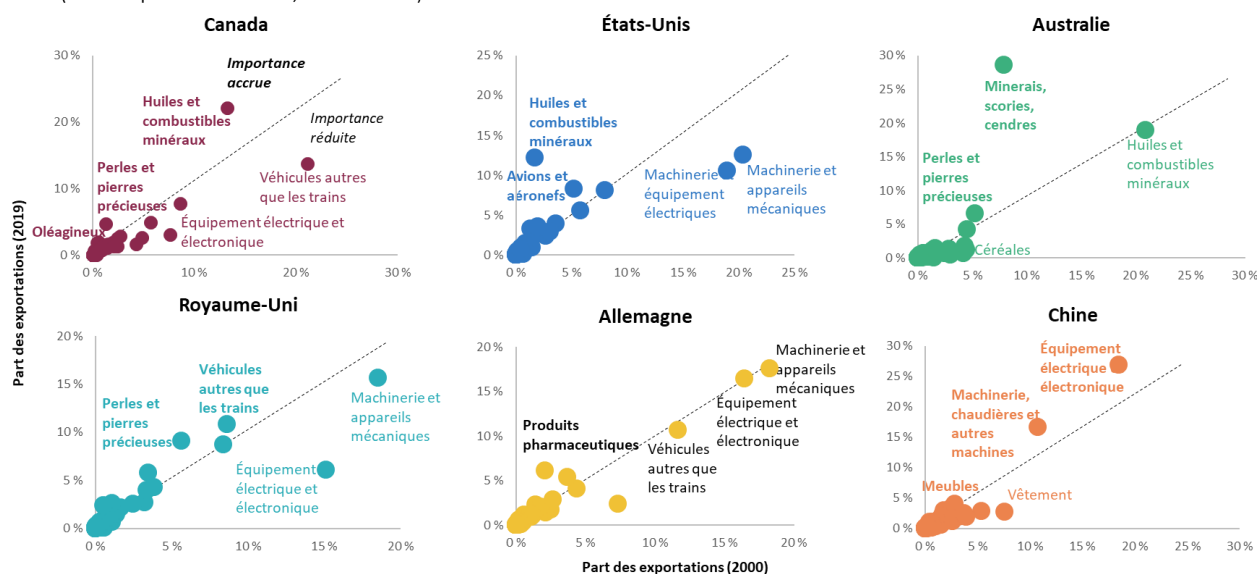 Canada
30 %
20 %
10 %
0 %
0 %
10 %
20 %
30 %
Importance
accrue
Huiles et
combustibles
minéraux
Importance
réduite
Perles et
pierres
précieuses
Véhicules autres
que les trains
Oléagineux
Équipement électrique et
électronique
États-Unis
25 %
20 %
15 %
10 %
5 %
0 %
0 %
5 %
10 %
15 %
20 %
25 %
Huiles et
combustibles
minéraux
Avions et
aéronefs
Machinerie et
équipement
électriques
Machinerie et
appareils
mécaniques
Australie
30 %
25 %
20 %
15 %
10 %
5 %
0 %
0 %
5 %
10 %
15 %
20 %
25 %
30 %
Minerais,
scories,
cendres
Perles et
pierres
précieuses
Huiles et
combustibles
minéraux
Céréales
Part des exportations (2019)
Royaume-Uni
20 %
15 %
10 %
5 %
0 %
0 %
5 %
10 %
15 %
20 %
Véhicules
autres que
les trains
Perles et
pierres
précieuses
Machinerie et
appareils
mécaniques
Équipement
électrique et
électronique
Allemagne
20 %
15 %
10 %
5 %
0 %
0 %
5 %
10 %
15 %
20 %
Machinerie et
appareils
mécaniques
Équipement
électrique et
électronique
Produits
pharmaceutiques
Véhicules
autres que
les trains
Chine
30 %
25 %
20 %
15 %
10 %
5 %
0 %
0 %
5 %
10 %
15 %
20 %
25 %
30 %
Équipement
électrique
électronique
Machinerie,
chaudières et
autres
machines
Meubles
Vêtement
Part des exportations (2000)